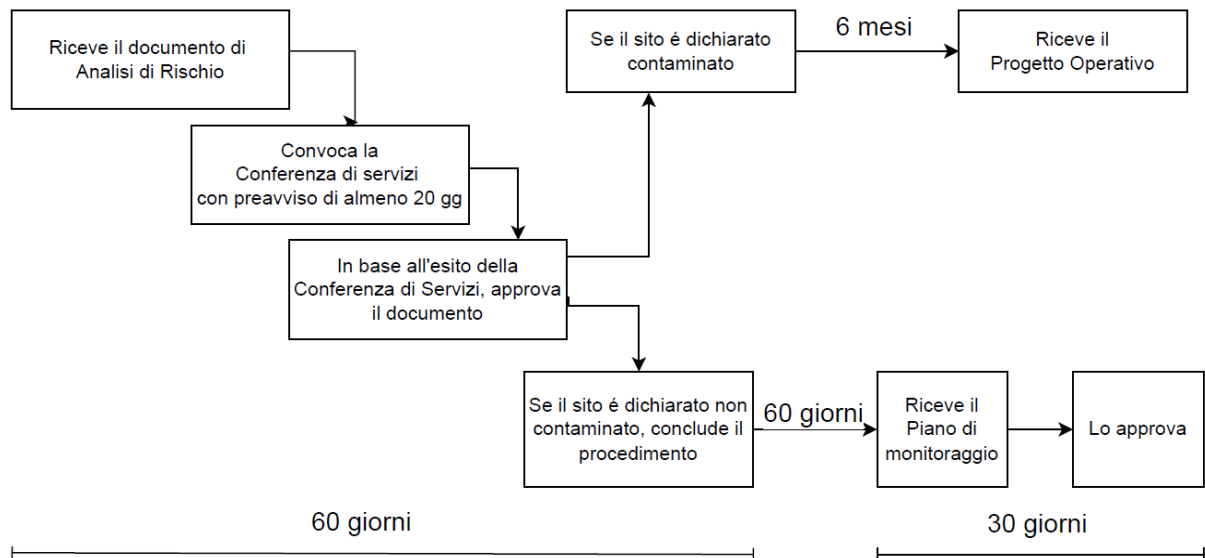 Riceve il documento di
Analisi di Rischio
Convoca la
Conferenza di servizi
con preavviso di almeno 20 gg
In base all'esito della
Conferenza di Servizi, approva
il documento
Se il sito é dichiarato
contaminato
6 mesi
Riceve il
Progetto Operativo
Se il sito é dichiarato non
contaminato, conclude il
procedimento
60 giorni
Riceve il
Piano di
monitoraggio
Lo approva
60 giorni
30 giorni